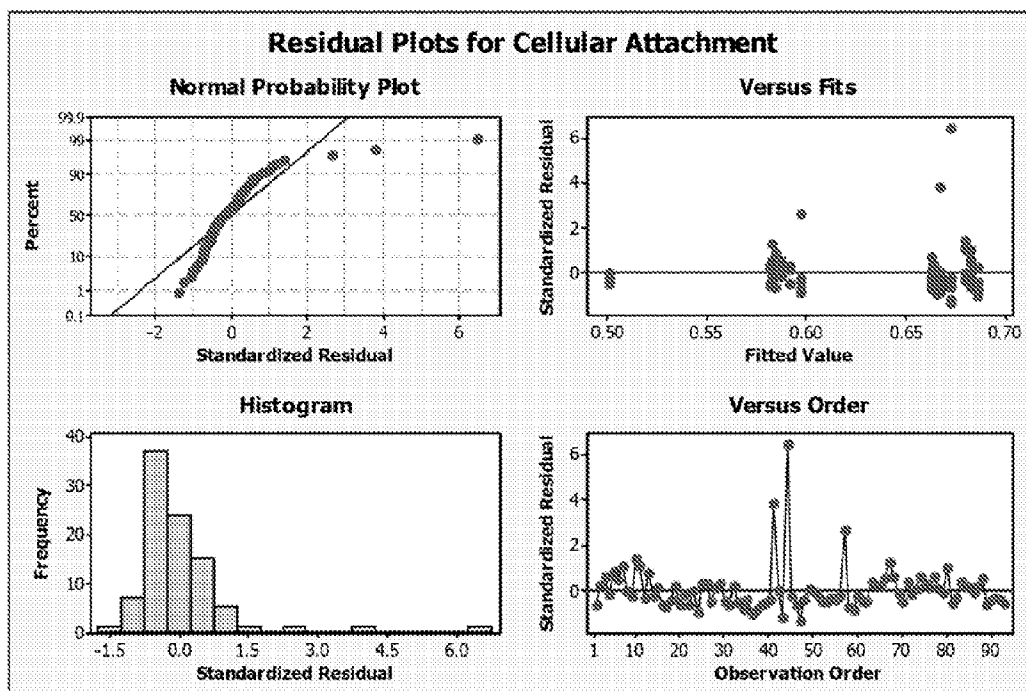 Residual Plots for Cellular Attachment
Normal Probability Plot
99.9
99
90
50
10
1
0.1
Percent
-2 0 2 4 6
Standardized Residual
Versus Fits
6
4
2
0
Standardized Residual
0.50 0.55 0.60 0.65 0.70
Fitted Value
Histogram
40
30
20
10
0
Frequency
-1.5 0.0 1.5 3.0 4.5 6.0
Standardized Residual
Versus Order
6
4
2
0
Standardized Residual
1 10 20 30 40 50 60 70 80 90
Observation Order